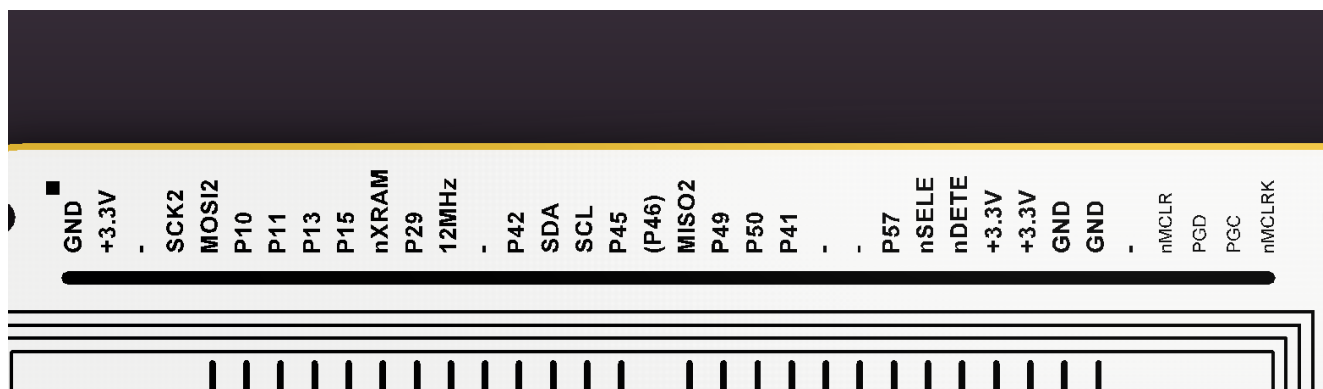 GND
+3.3V
-
SCK2
MOSI2
P10
P11
P13
P15
nXRAM
P29
12MHz
-
P42
SDA
SCL
P45
(P46)
MISO2
P49
P50
P41
-
-
P57
nSELE
nDETE
+3.3V
+3.3V
GND
GND
-
nMCLR
PGD
PGC
nMCLRK